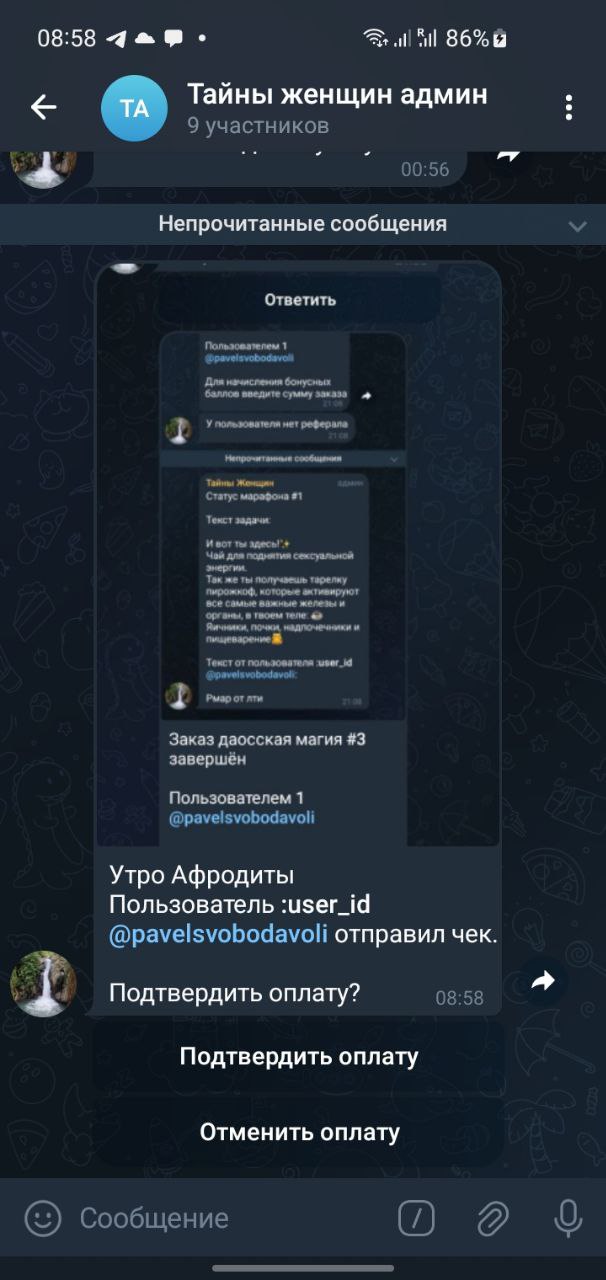 08:58
86%
ТА
Тайны женщин админ
9 участников
00:56
Непрочитанные сообщения
Ответить
Пользователем 1
@pavelsvobodavoli
Для начисления бонусных
баллов введите сумму заказа
21:08
У пользователя нет реферала
21:08
Непрочитанные сообщения
Тайны Женщин
админ
Статус марафона #1
Текст задачи:
И вот ты здесь!✨
Чай для поднятия сексуальной
энергии.
Так же ты получаешь тарелку
пирожкоф, которые активируют
все самые важные железы и
органы, в твоем теле: ☕
Яичники, почки, надпочечники и
пищеварение
Текст от пользователя :user_id
@pavelsvobodavoli:
Рмар от лти
21:08
Заказ даосская магия #3
завершён
Пользователем 1
@pavelsvobodavoli
Утро Афродиты
Пользователь :user_id
@pavelsvobodavoli отправил чек.
Подтвердить оплату?
08:58
Подтвердить оплату
Отменить оплату
Сообщение